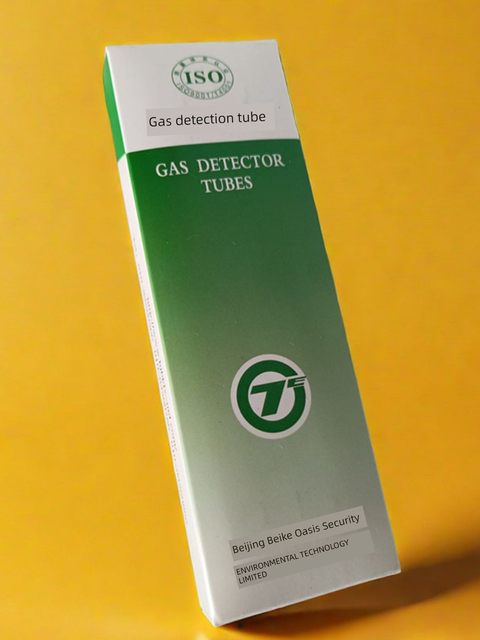 ISO
Gas detection tube
GAS DETECTOR
TUBES
Beijing Beike Oasis Security
ENVIRONMENTAL TECHNOLOGY
LIMITED